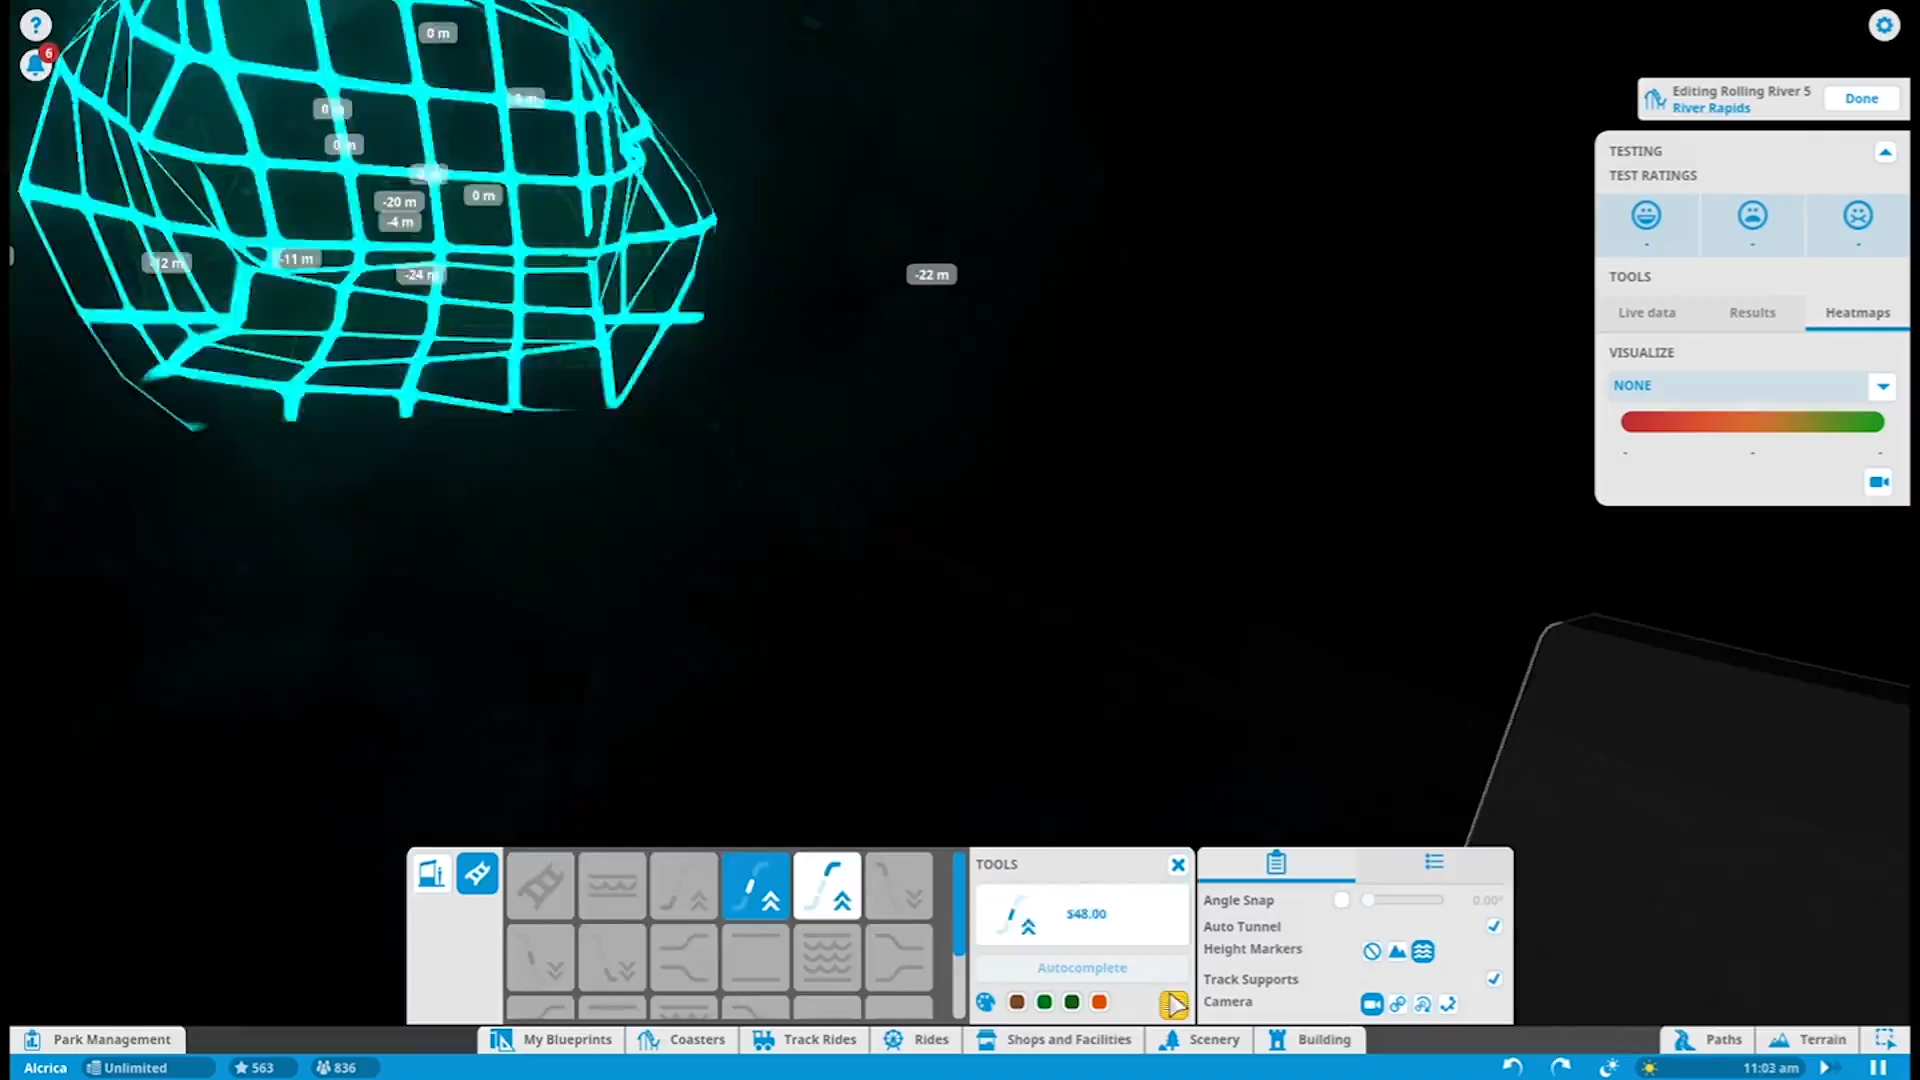 ?
6
0 m
0 m
-20 m
0 m
-4 m
-11 m
-24 m
-22 m
Editing Rolling River 5
River Rapids
Done
TESTING
TEST RATINGS
- - -
TOOLS
Live data Results Heatmaps
VISUALIZE
NONE
- - -
TOOLS
$48.00
Autocomplete
Angle Snap 0.00°
Auto Tunnel
Height Markers
Track Supports
Camera
Park Management My Blueprints Coasters Track Rides Rides Shops and Facilities Scenery Building Paths Terrain
Alcrica Unlimited 563 836 11:03 am